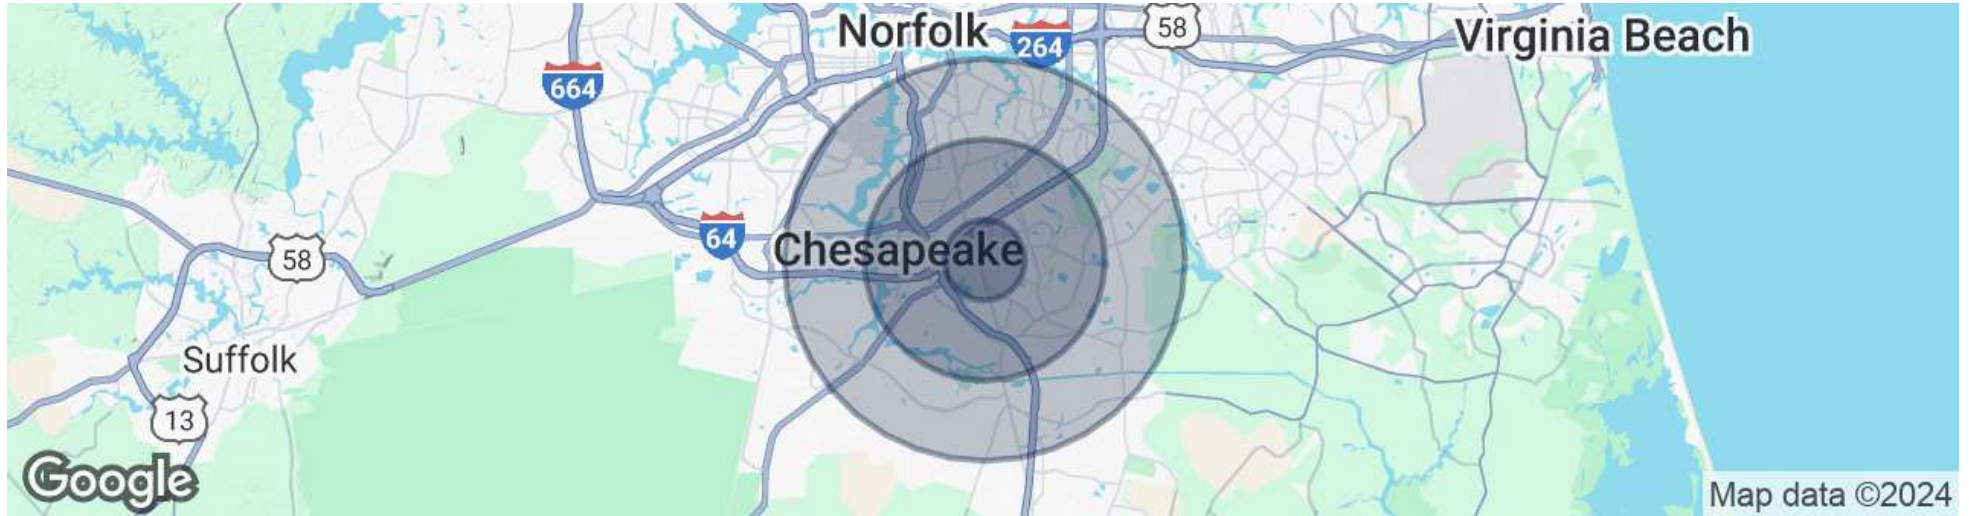 Norfolk
264
58
Virginia Beach
664
64
Chesapeake
58
Suffolk
13
Google
Map data ©2024